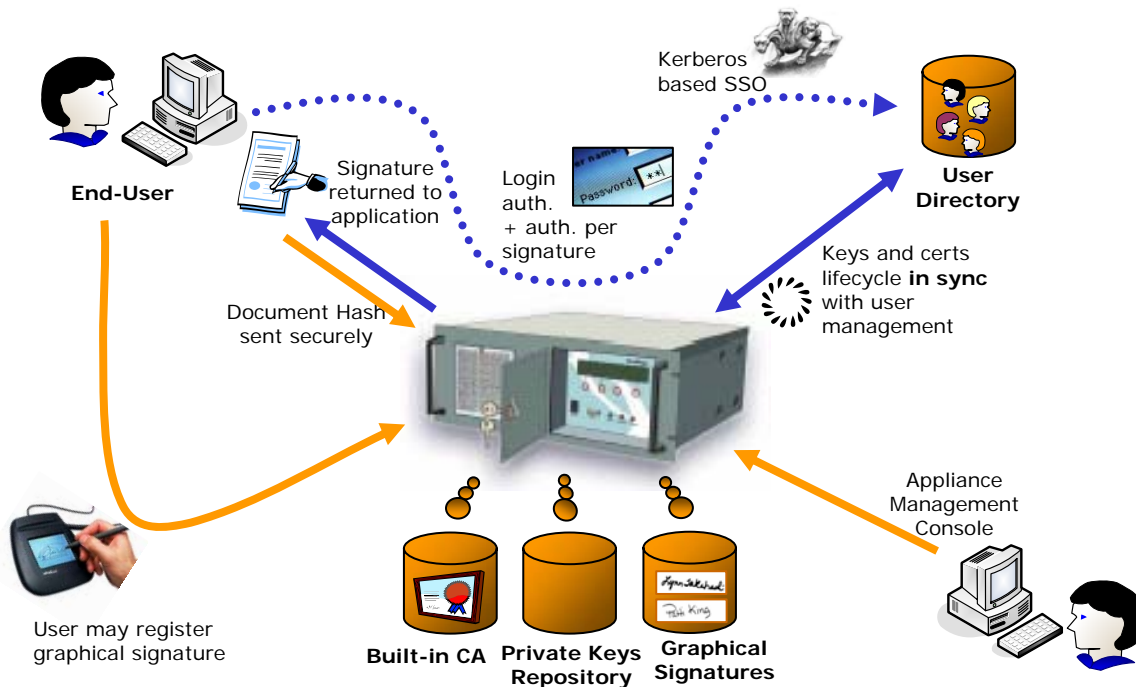 Kerberos
based SSO
End-User
Signature
returned to
application
Login
auth.
+ auth. per
signature
Password:
**
User
Directory
Keys and certs
lifecycle in sync
with user
management
Document Hash
sent securely
Appliance
Management
Console
User may register
graphical signature
Built-in CA
Private Keys
Repository
Graphical
Signatures
Patti King